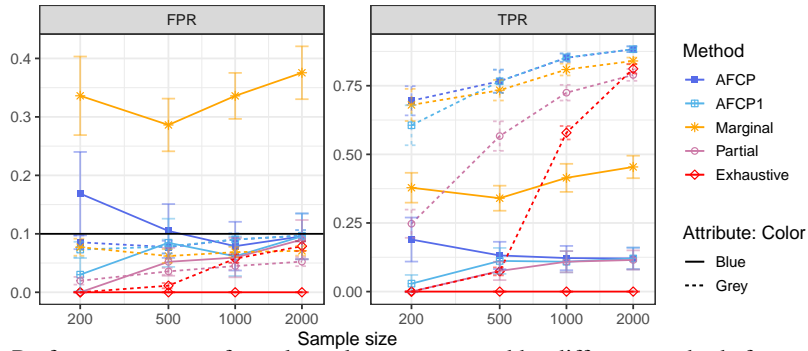 FPR
TPR
0.4
0.3
0.2
0.1
0.0
0.75
0.50
0.25
0.00
200
500
1000
2000
200
500
1000
2000
Sample size
Method
AFCP
AFCP1
Marginal
Partial
Exhaustive
Attribute: Color
Blue
Grey